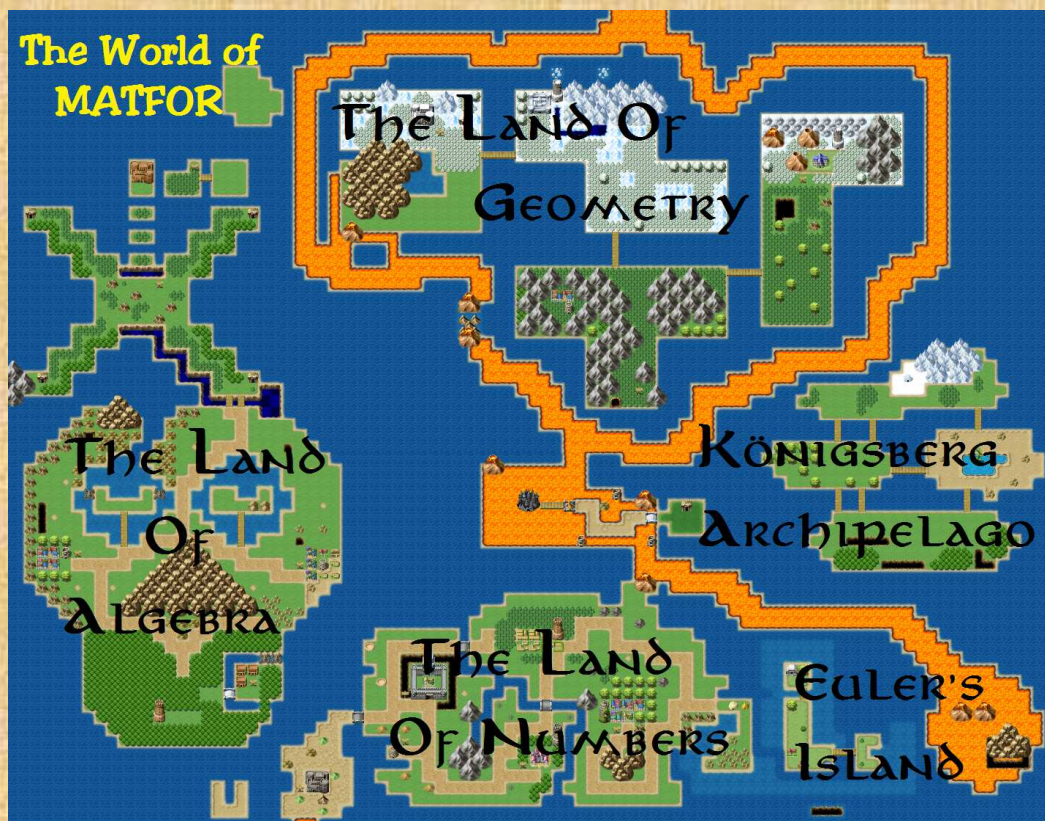 The World of
MATFOR
The Land Of
Geometry
The Land
Of
Algebra
Königsberg
Archipelago
The Land
Of Numbers
Euler's
Island